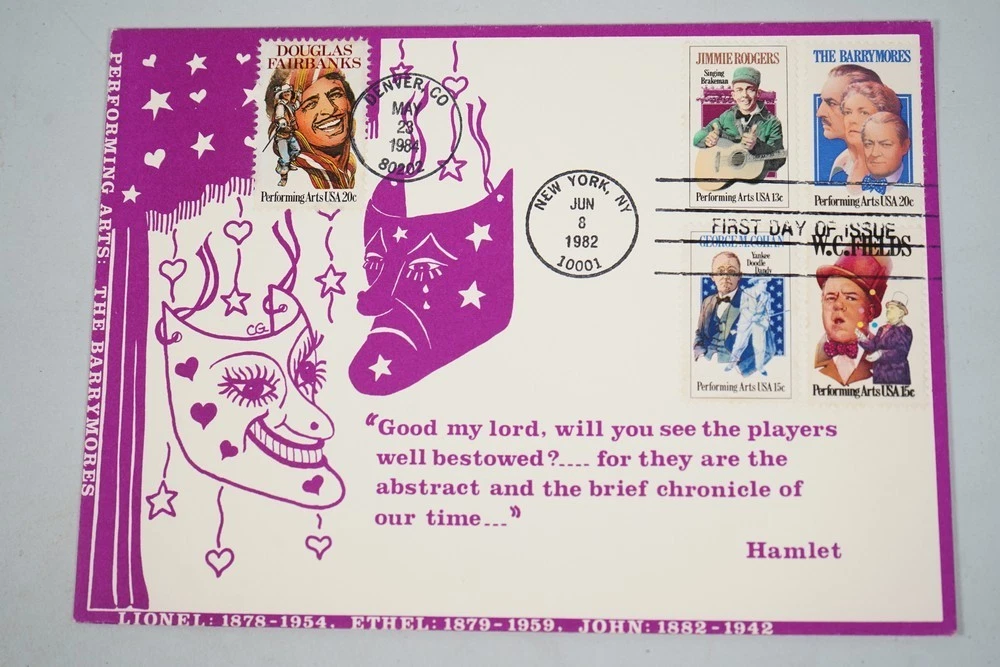 PERFORMING ARTS: THE BARRYMORES
DOUGLAS
FAIRBANKS
Performing Arts USA 20c
DENVER, CO
MAY
23
1984
80202
JIMMIE RODGERS
Singing
Brakeman
Performing Arts USA 13c
THE BARRYMORES
Performing Arts USA 20c
NEW YORK, NY
JUN
8
1982
10001
FIRST DAY OF ISSUE
GEORGE M. COHAN
Yankee
Doodle
Dandy
Performing Arts USA 15c
W.C. FIELDS
Performing Arts USA 15c
CG
"Good my lord, will you see the players
well bestowed?.... for they are the
abstract and the brief chronicle of
our time..."
Hamlet
LIONEL: 1878-1954, ETHEL: 1879-1959, JOHN: 1882-1942